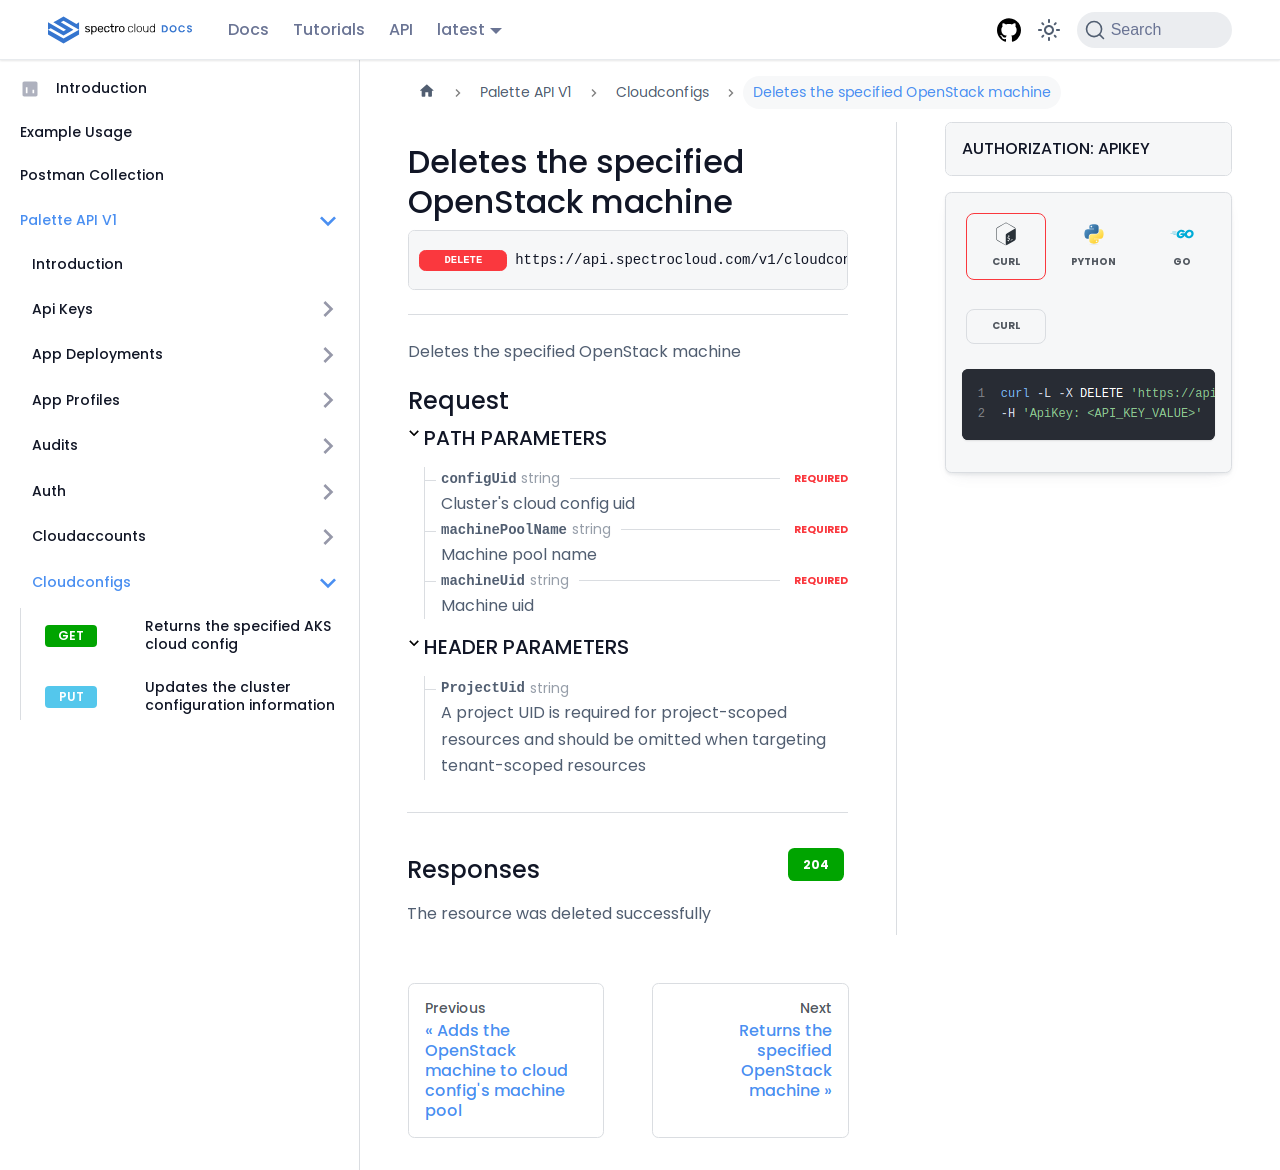 spectro cloud DOCS
Docs
Tutorials
API
latest
Search
Introduction
Example Usage
Postman Collection
Palette API V1
Introduction
Api Keys
App Deployments
App Profiles
Audits
Auth
Cloudaccounts
Cloudconfigs
GET
Returns the specified AKS
cloud config
PUT
Updates the cluster
configuration information
Palette API V1
Cloudconfigs
Deletes the specified OpenStack machine
Deletes the specified
OpenStack machine
DELETE
https://api.spectrocloud.com/v1/cloudcon
Deletes the specified OpenStack machine
Request
PATH PARAMETERS
configUid string REQUIRED
Cluster's cloud config uid
machinePoolName string REQUIRED
Machine pool name
machineUid string REQUIRED
Machine uid
HEADER PARAMETERS
ProjectUid string
A project UID is required for project-scoped
resources and should be omitted when targeting
tenant-scoped resources
Responses
204
The resource was deleted successfully
Previous
« Adds the
OpenStack
machine to cloud
config's machine
pool
Next
Returns the
specified
OpenStack
machine »
AUTHORIZATION: APIKEY
CURL
PYTHON
GO
CURL
1 curl -L -X DELETE 'https://api
2 -H 'ApiKey: <API_KEY_VALUE>'